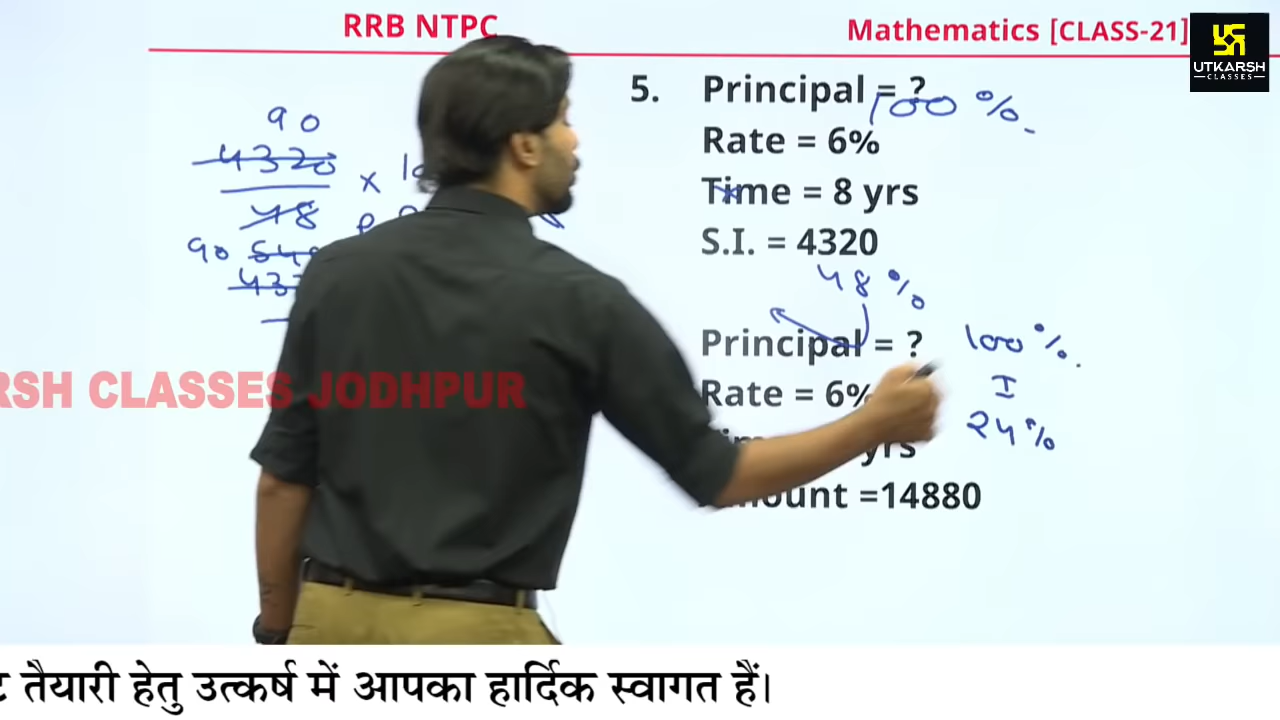 RRB NTPC
Mathematics [CLASS-21]
UTKARSH
CLASSES
5. Principal = ?
100 %
Rate = 6%
Time = 8 yrs
S.I. = 4320
48 %
90
4320
48
×
90
Principal = ?
100 %
Rate = 6%
I
24 %
yrs
=14880
RSH CLASSES JODHPUR
तैयारी हेतु उत्कर्ष में आपका हार्दिक स्वागत हैं।